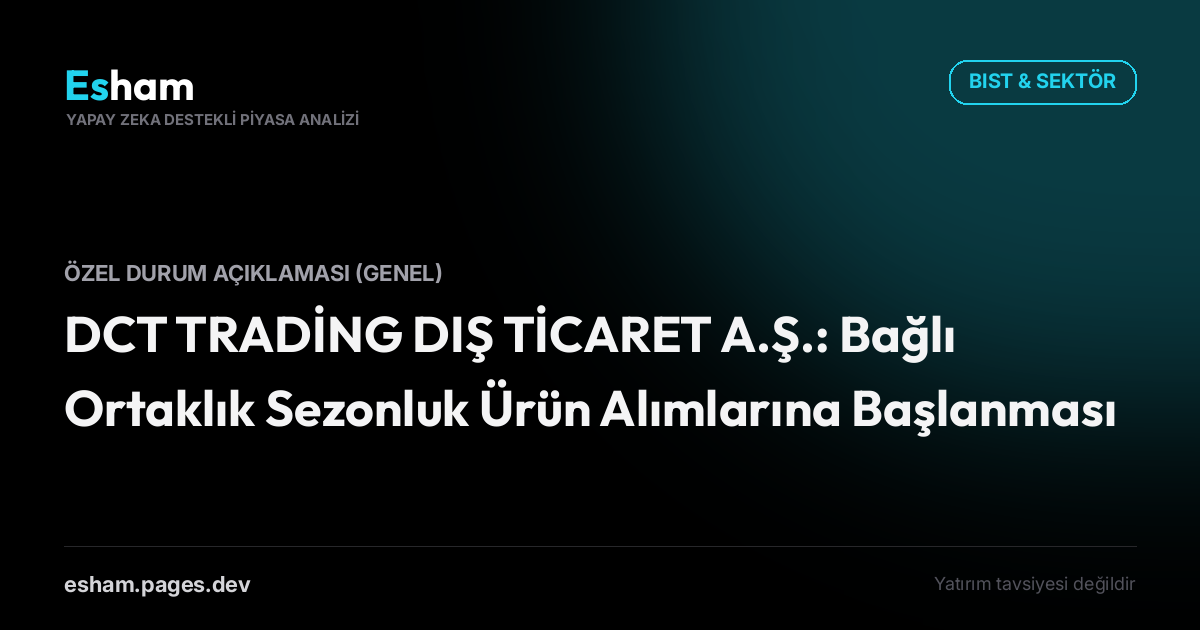 Esham
YAPAY ZEKA DESTEKLİ PİYASA ANALİZİ
BIST & SEKTÖR
ÖZEL DURUM AÇIKLAMASI (GENEL)
DCT TRADİNG DIŞ TİCARET A.Ş.: Bağlı
Ortaklık Sezonluk Ürün Alımlarına Başlanması
esham.pages.dev
Yatırım tavsiyesi değildir